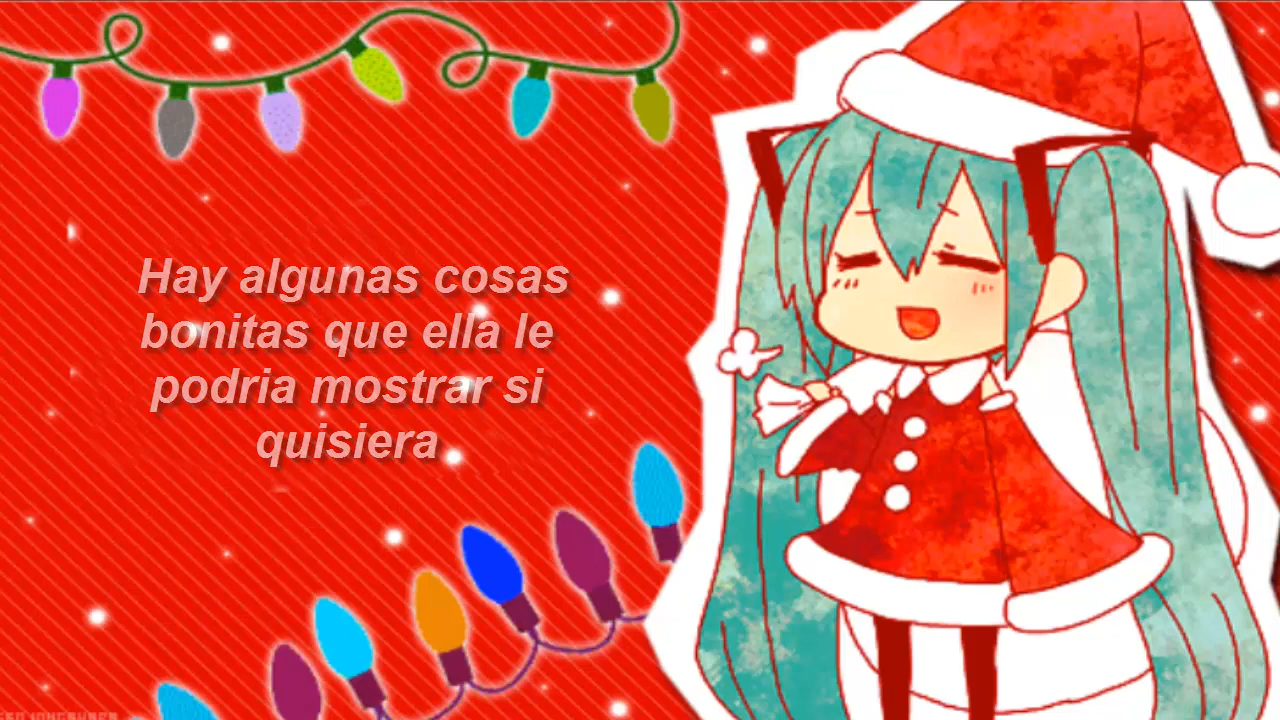 Hay algunas cosas
bonitas que ella le
podria mostrar si
quisiera